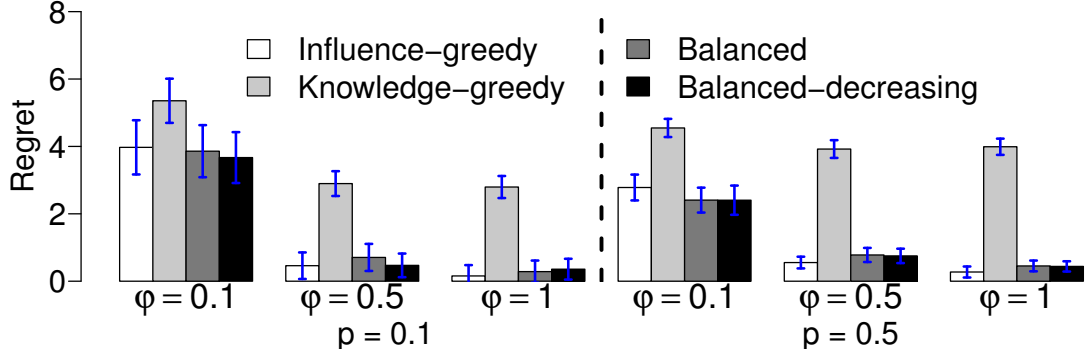 Regret
8
6
4
2
0
Influence−greedy
Knowledge−greedy
Balanced
Balanced−decreasing
φ = 0.1 φ = 0.5 φ = 1 φ = 0.1 φ = 0.5 φ = 1
p = 0.1 p = 0.5